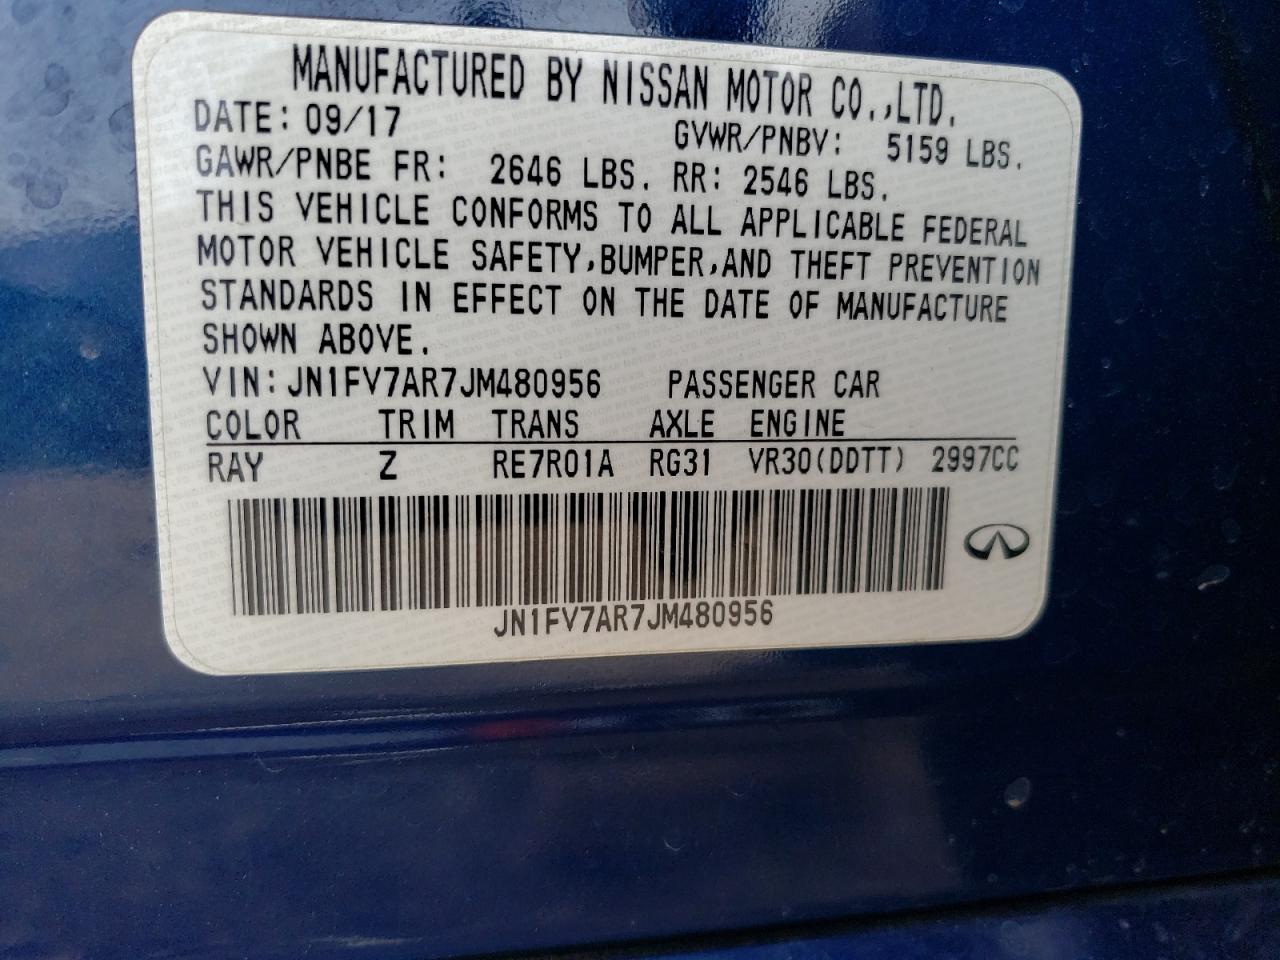 MANUFACTURED BY NISSAN MOTOR CO.,LTD.
DATE: 09/17 GVWR/PNBV: 5159 LBS.
GAWR/PNBE FR: 2646 LBS. RR: 2546 LBS.
THIS VEHICLE CONFORMS TO ALL APPLICABLE FEDERAL
MOTOR VEHICLE SAFETY,BUMPER,AND THEFT PREVENTION
STANDARDS IN EFFECT ON THE DATE OF MANUFACTURE
SHOWN ABOVE.
VIN: JN1FV7AR7JM480956 PASSENGER CAR
COLOR TRIM TRANS AXLE ENGINE
RAY Z RE7R01A RG31 VR30(DDTT) 2997CC
JN1FV7AR7JM480956